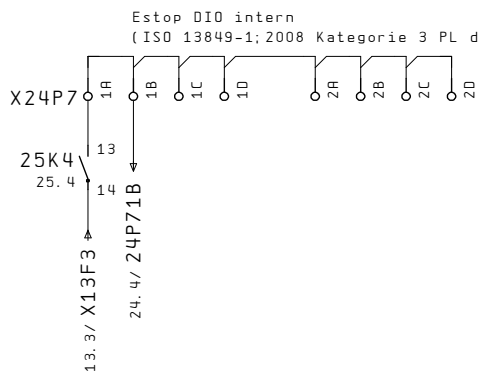 Estop DIO intern
(ISO 13849-1;2008 Kategorie 3 PL d
X24P7
1A
1B
1C
1D
2A
2B
2C
2D
25K4
25.4
13
14
13.3/ X13F3
24.4/ 24P71B